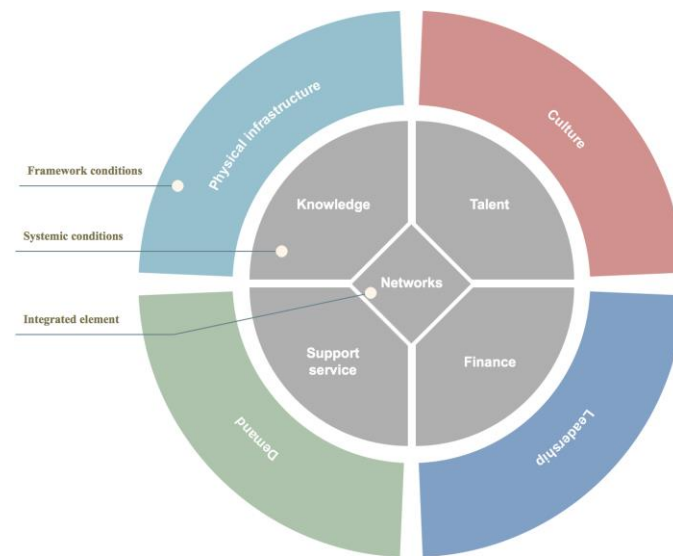 Physical infrastructure
Culture
Framework conditions
Knowledge
Talent
Systemic conditions
Networks
Integrated element
Support
service
Finance
Demand
Leadership